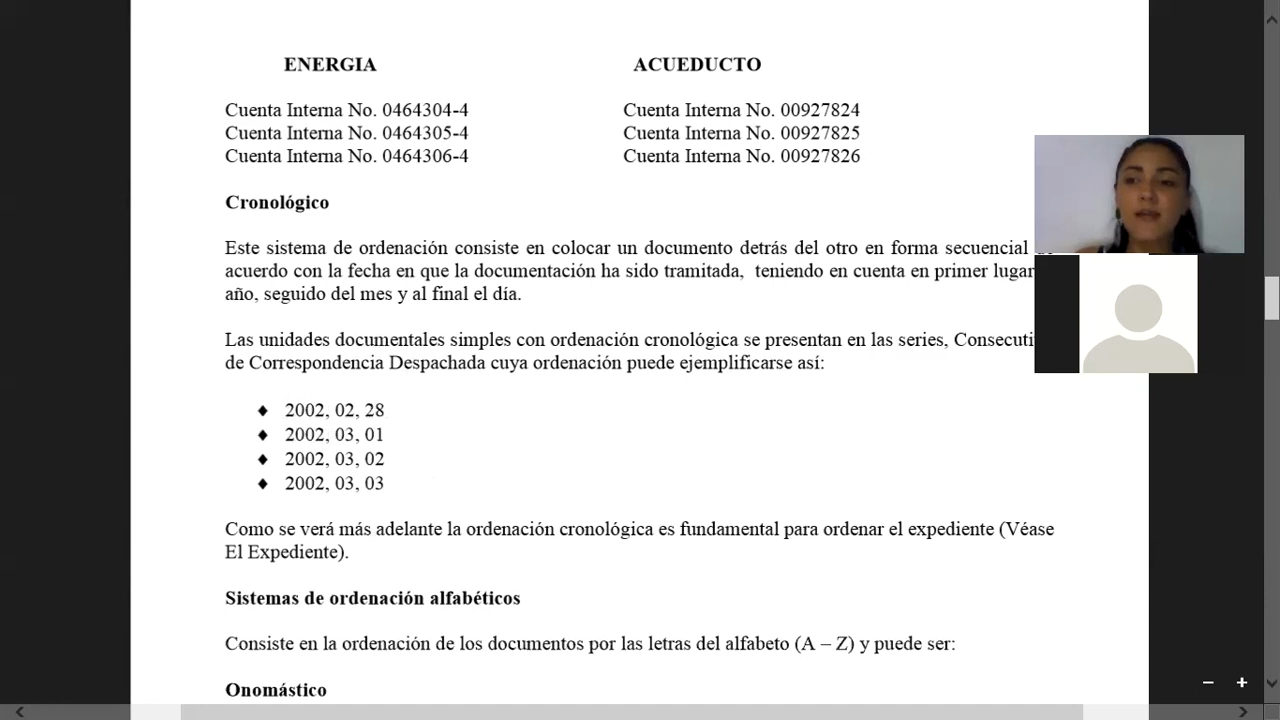 ENERGIA ACUEDUCTO
Cuenta Interna No. 0464304-4 Cuenta Interna No. 00927824
Cuenta Interna No. 0464305-4 Cuenta Interna No. 00927825
Cuenta Interna No. 0464306-4 Cuenta Interna No. 00927826
Cronológico
Este sistema de ordenación consiste en colocar un documento detrás del otro en forma secuencial
acuerdo con la fecha en que la documentación ha sido tramitada, teniendo en cuenta en primer lugar
año, seguido del mes y al final el día.
Las unidades documentales simples con ordenación cronológica se presentan en las series,
de Correspondencia Despachada cuya ordenación puede ejemplificarse así:
♦ 2002, 02, 28
♦ 2002, 03, 01
♦ 2002, 03, 02
♦ 2002, 03, 03
Como se verá más adelante la ordenación cronológica es fundamental para ordenar el expediente (Véase
El Expediente).
Sistemas de ordenación alfabéticos
Consiste en la ordenación de los documentos por las letras del alfabeto (A – Z) y puede ser:
Onomástico